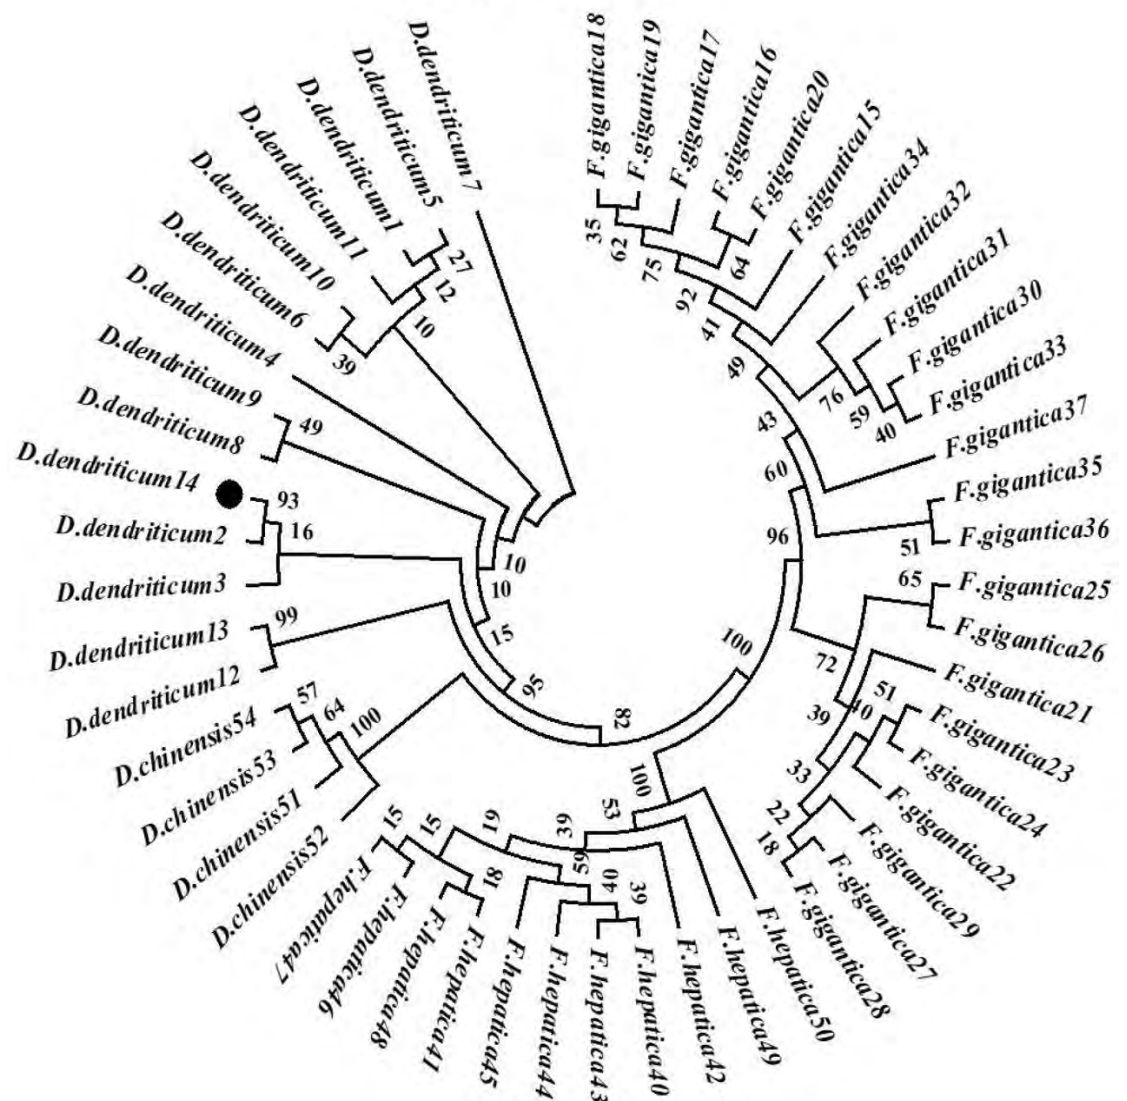 F.gigantica18
F.gigantica19
F.gigantica17
F.gigantica16
F.gigantica20
F.gigantica15
F.gigantica34
F.gigantica32
F.gigantica31
F.gigantica30
F.gigantica33
F.gigantica37
F.gigantica35
F.gigantica36
F.gigantica25
F.gigantica26
F.gigantica21
F.gigantica23
F.gigantica24
F.gigantica22
F.gigantica29
F.gigantica27
F.gigantica28
F.hepatica50
F.hepatica49
F.hepatica42
F.hepatica40
F.hepatica43
F.hepatica44
F.hepatica45
F.hepatica41
F.hepatica48
F.hepatica46
F.hepatica47
D.chinensis52
D.chinensis51
D.chinensis53
D.chinensis54
D.dendriticum12
D.dendriticum13
D.dendriticum3
D.dendriticum2
D.dendriticum14
D.dendriticum8
D.dendriticum9
D.dendriticum4
D.dendriticum6
D.dendriticum10
D.dendriticum11
D.dendriticum1
D.dendriticum5
D.dendriticum7
35
62
75
64
92
41
49
76
59
40
43
60
51
96
65
72
51
40
39
33
22
18
100
100
53
39
39
40
59
19
18
15
15
82
100
64
57
95
99
15
16
93
10
49
10
39
10
12
27